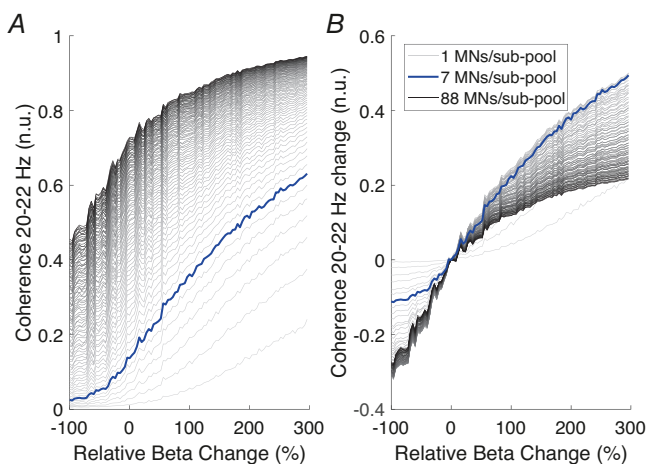 A
B
Coherence 20-22 Hz (n.u.)
1
0.8
0.6
0.4
0.2
0
-100
0
100
200
300
Relative Beta Change (%)
Coherence 20-22 Hz change (n.u.)
0.6
0.4
0.2
0
-0.2
-0.4
1 MNs/sub-pool
7 MNs/sub-pool
88 MNs/sub-pool
-100
0
100
200
300
Relative Beta Change (%)